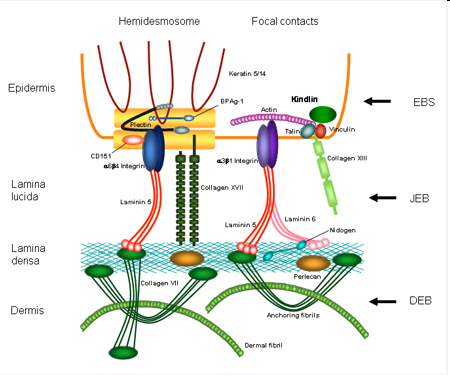 Hemidesmosome
Focal contacts
Keratin 5/14
Epidermis
BPAg-1
Kindlin
EBS
Actin
Plectin
Talin
Vinculin
CD151
α6β4 Integrin
α3β1 Integrin
Collagen XIII
Lamina
lucida
Collagen XVII
JEB
Laminin 5
Laminin 5
Laminin 6
Nidogen
Lamina
densa
Perlecan
Collagen VII
DEB
Dermis
Anchoring fibrils
Dermal fibril